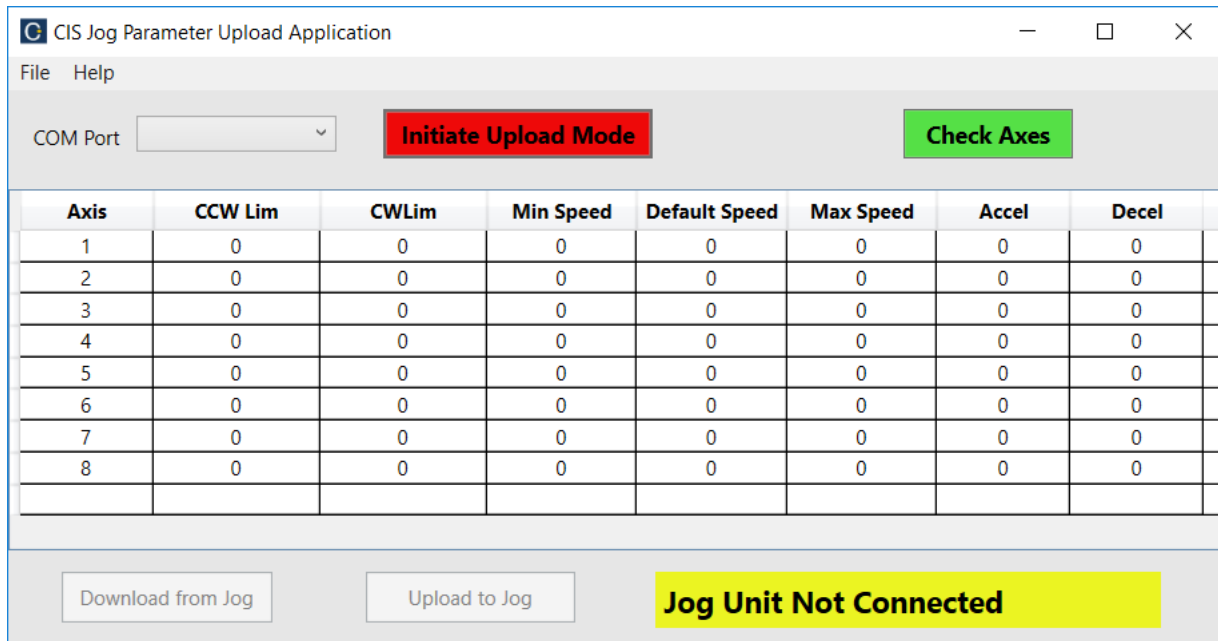 CIS Jog Parameter Upload Application
File Help
COM Port Initiate Upload Mode Check Axes
Axis CCW Lim CWLim Min Speed Default Speed Max Speed Accel Decel
1 0 0 0 0 0 0 0
2 0 0 0 0 0 0 0
3 0 0 0 0 0 0 0
4 0 0 0 0 0 0 0
5 0 0 0 0 0 0 0
6 0 0 0 0 0 0 0
7 0 0 0 0 0 0 0
8 0 0 0 0 0 0 0
Download from Jog Upload to Jog Jog Unit Not Connected